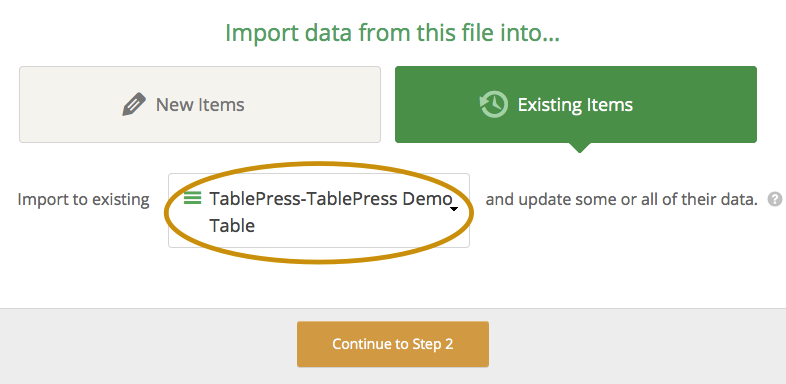 Import data from this file into...
New Items
Existing Items
Import to existing
TablePress-TablePress Demo
Table
and update some or all of their data. ?
Continue to Step 2